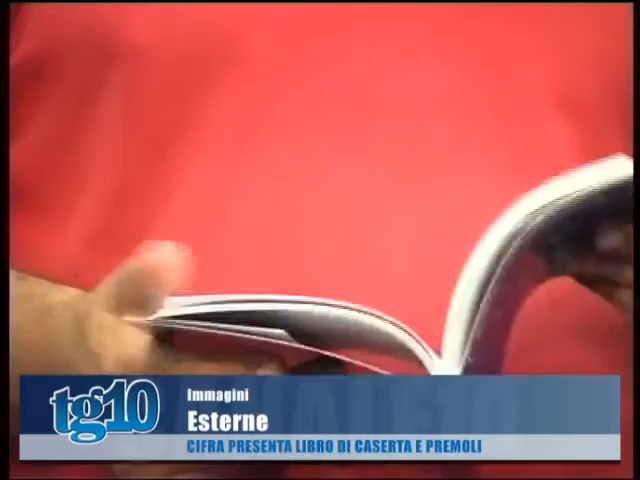 tg10
Immagini
Esterne
CIFRA PRESENTA LIBRO DI CASERTA E PREMOLI